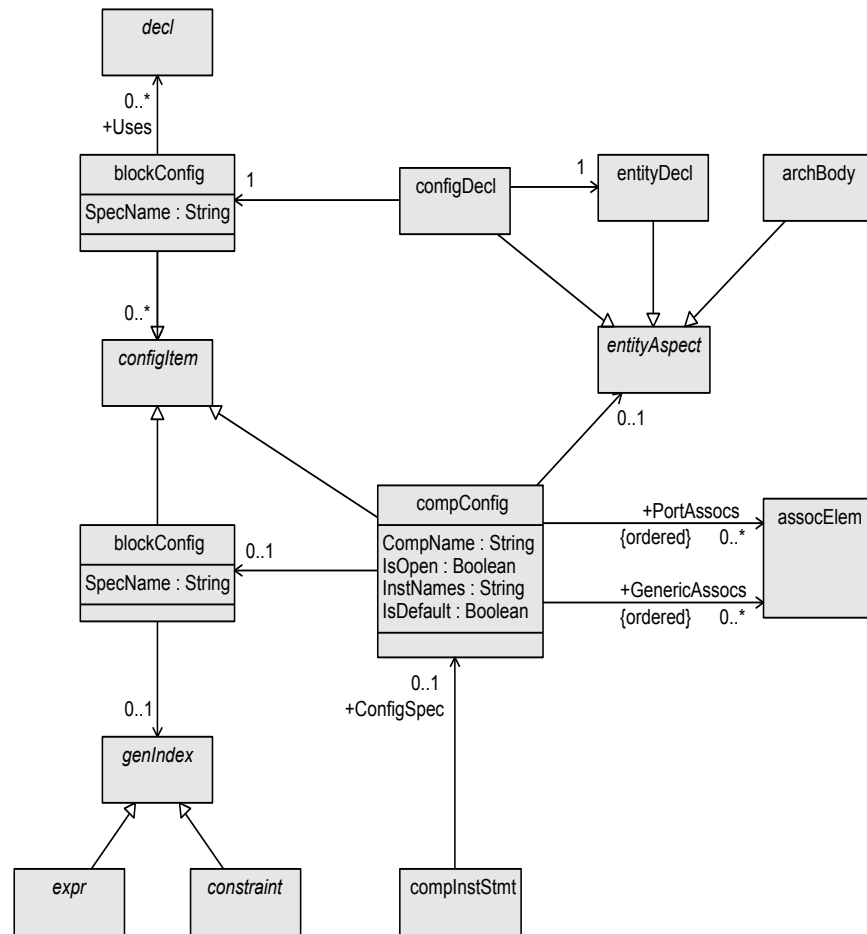 decl
0..*
+Uses
blockConfig
SpecName : String
1
configDecl
1
entityDecl
archBody
0..*
configItem
entityAspect
0..1
compConfig
CompName : String
IsOpen : Boolean
InstNames : String
IsDefault : Boolean
+PortAssocs
{ordered} 0..*
+GenericAssocs
{ordered} 0..*
assocElem
blockConfig
SpecName : String
0..1
0..1
+ConfigSpec
0..1
genIndex
expr
constraint
compInstStmt